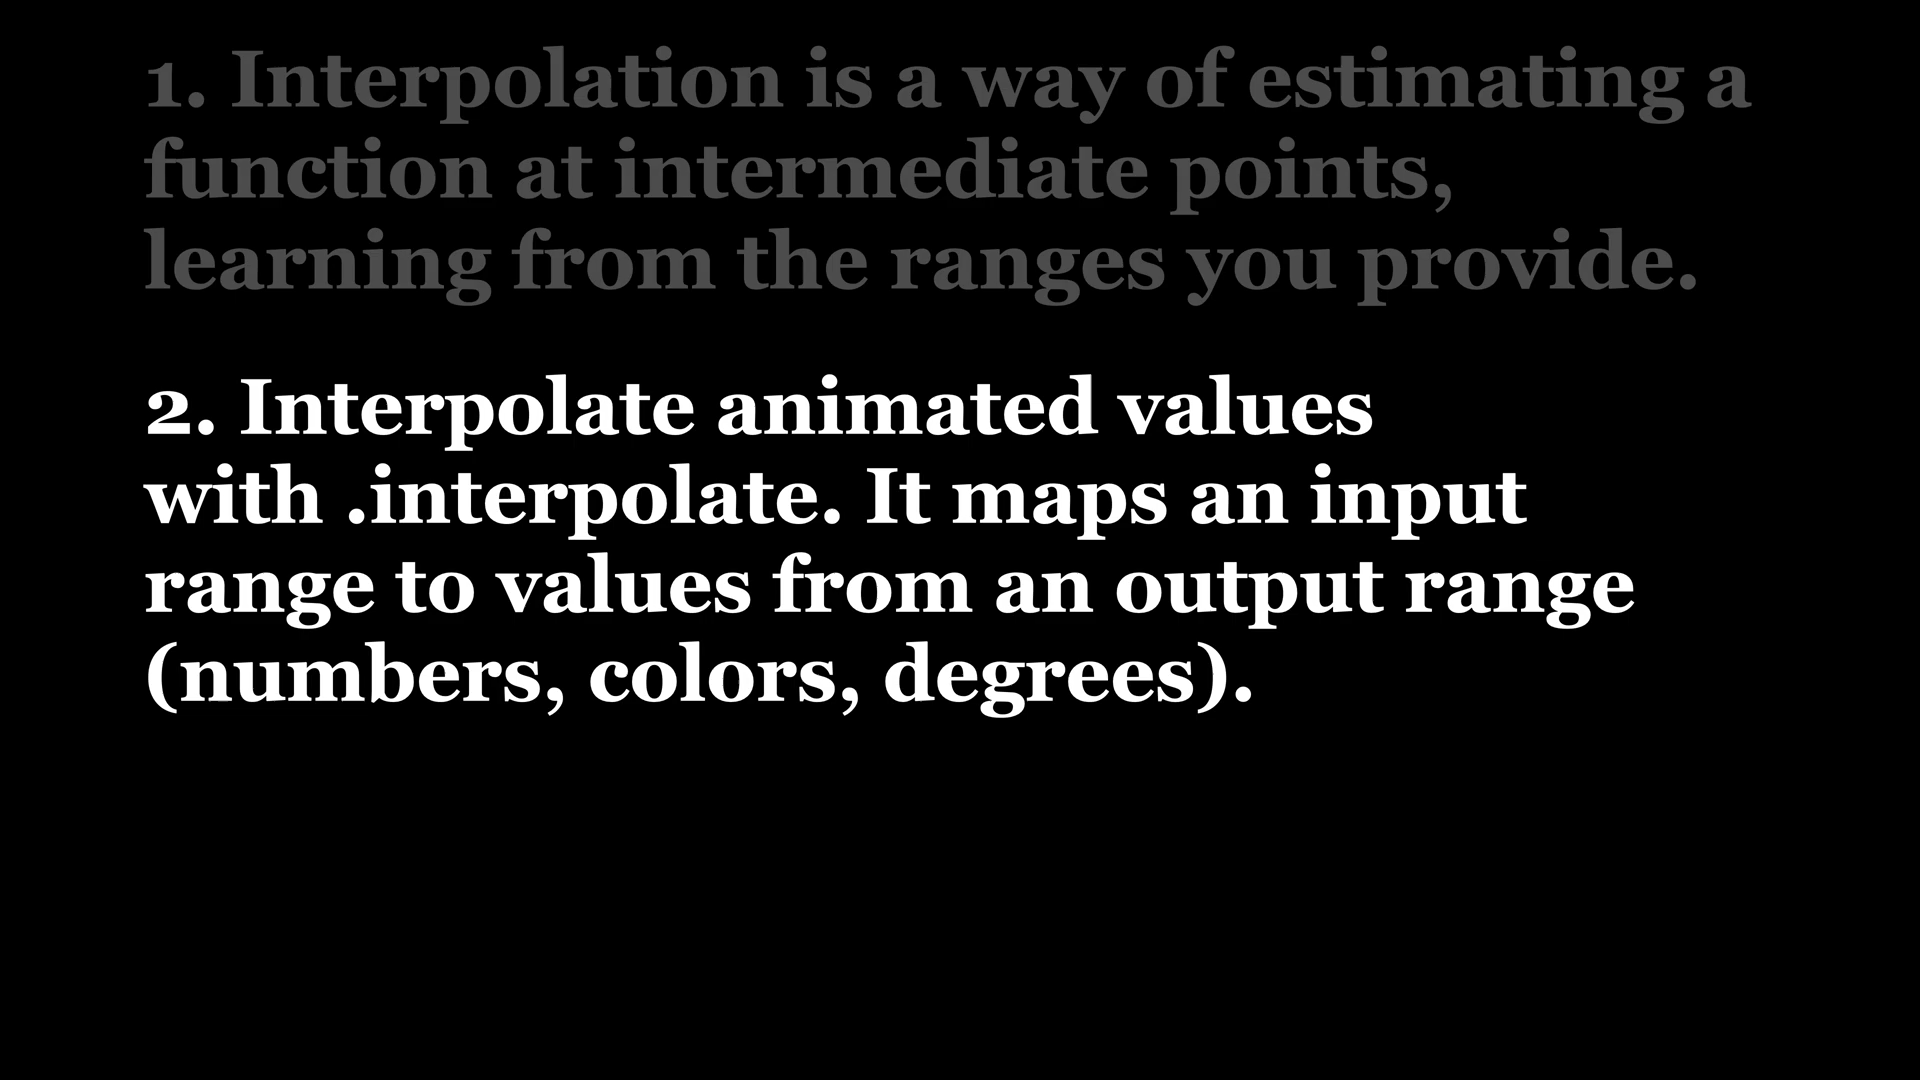 1. Interpolation is a way of estimating a
function at intermediate points,
learning from the ranges you provide.
2. Interpolate animated values
with .interpolate. It maps an input
range to values from an output range
(numbers, colors, degrees).